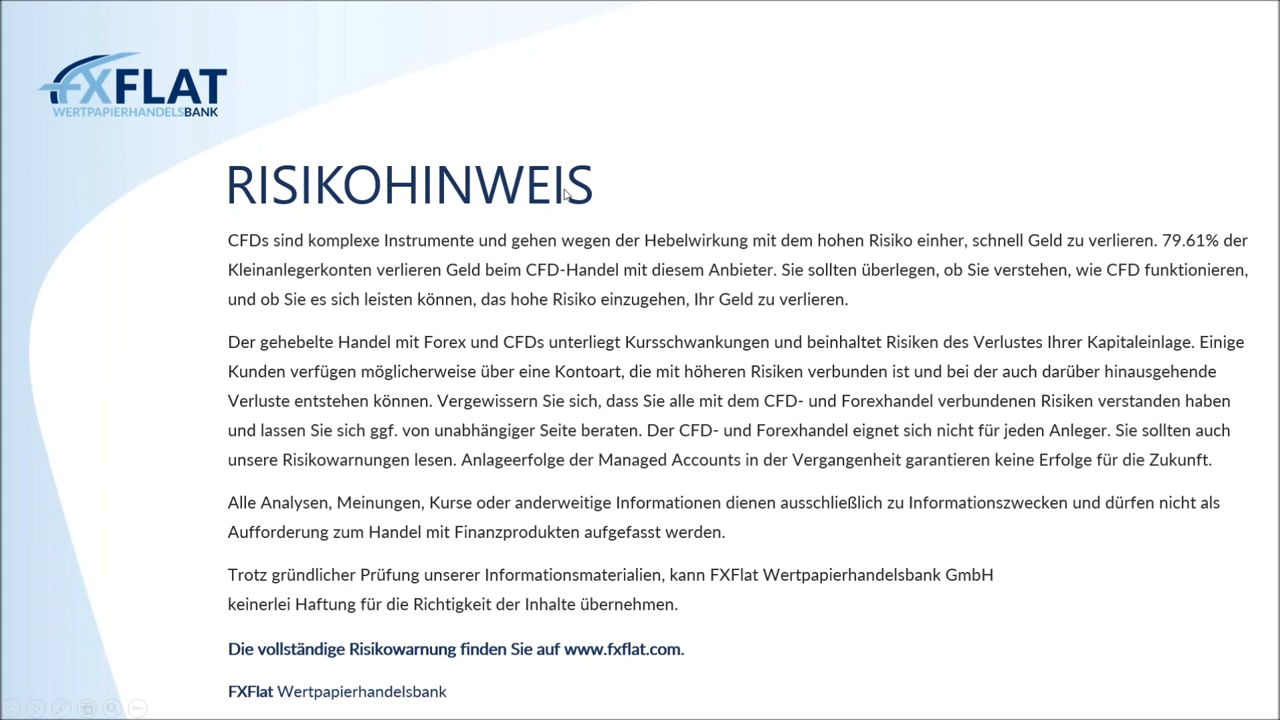 FXFLAT
WERTPAPIERHANDELSBANK
RISIKOHINWEIS
CFDs sind komplexe Instrumente und gehen wegen der Hebelwirkung mit dem hohen Risiko einher, schnell Geld zu verlieren. 79.61% der
Kleinanlegerkonten verlieren Geld beim CFD-Handel mit diesem Anbieter. Sie sollten überlegen, ob Sie verstehen, wie CFD funktionieren,
und ob Sie es sich leisten können, das hohe Risiko einzugehen, Ihr Geld zu verlieren.
Der gehebelte Handel mit Forex und CFDs unterliegt Kursschwankungen und beinhaltet Risiken des Verlustes Ihrer Kapitaleinlage. Einige
Kunden verfügen möglicherweise über eine Kontoart, die mit höheren Risiken verbunden ist und bei der auch darüber hinausgehende
Verluste entstehen können. Vergewissern Sie sich, dass Sie alle mit dem CFD- und Forexhandel verbundenen Risiken verstanden haben
und lassen Sie sich ggf. von unabhängiger Seite beraten. Der CFD- und Forexhandel eignet sich nicht für jeden Anleger. Sie sollten auch
unsere Risikowarnungen lesen. Anlageerfolge der Managed Accounts in der Vergangenheit garantieren keine Erfolge für die Zukunft.
Alle Analysen, Meinungen, Kurse oder anderweitige Informationen dienen ausschließlich zu Informationszwecken und dürfen nicht als
Aufforderung zum Handel mit Finanzprodukten aufgefasst werden.
Trotz gründlicher Prüfung unserer Informationsmaterialien, kann FXFlat Wertpapierhandelsbank GmbH
keinerlei Haftung für die Richtigkeit der Inhalte übernehmen.
Die vollständige Risikowarnung finden Sie auf www.fxflat.com.
FXFlat Wertpapierhandelsbank